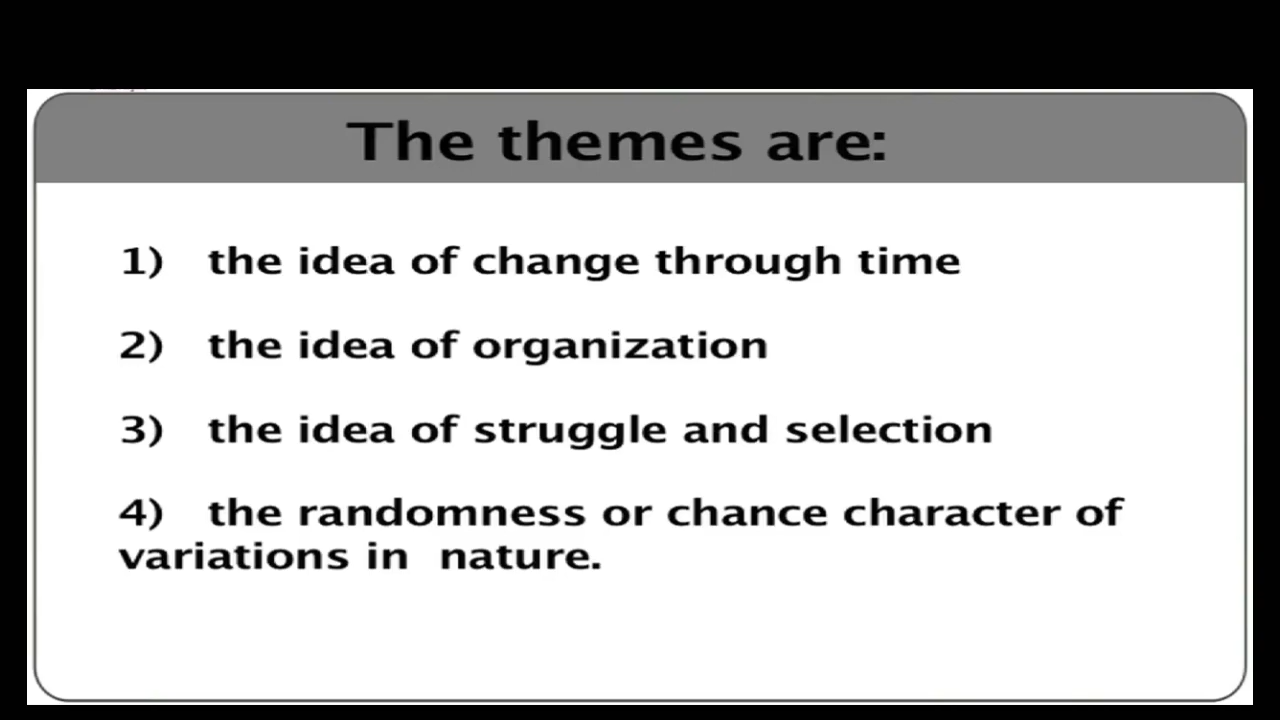 The themes are:
1) the idea of change through time
2) the idea of organization
3) the idea of struggle and selection
4) the randomness or chance character of
variations in nature.